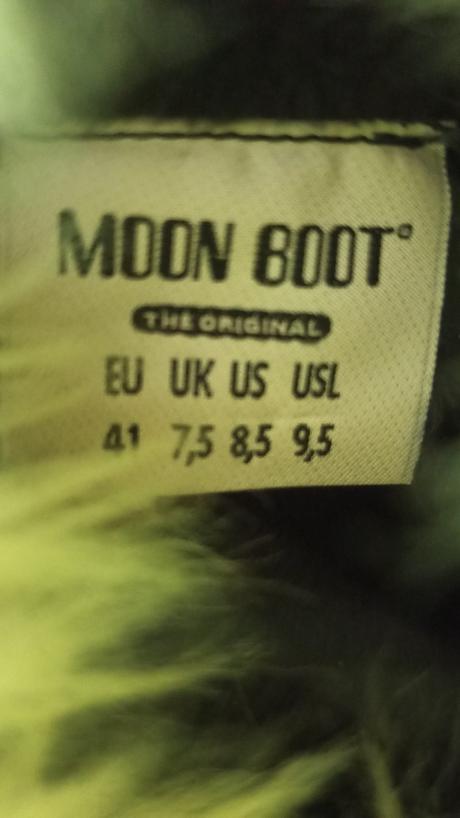 MOON BOOT°
THE ORIGINAL
EU UK US USL
41 7,5 8,5 9,5